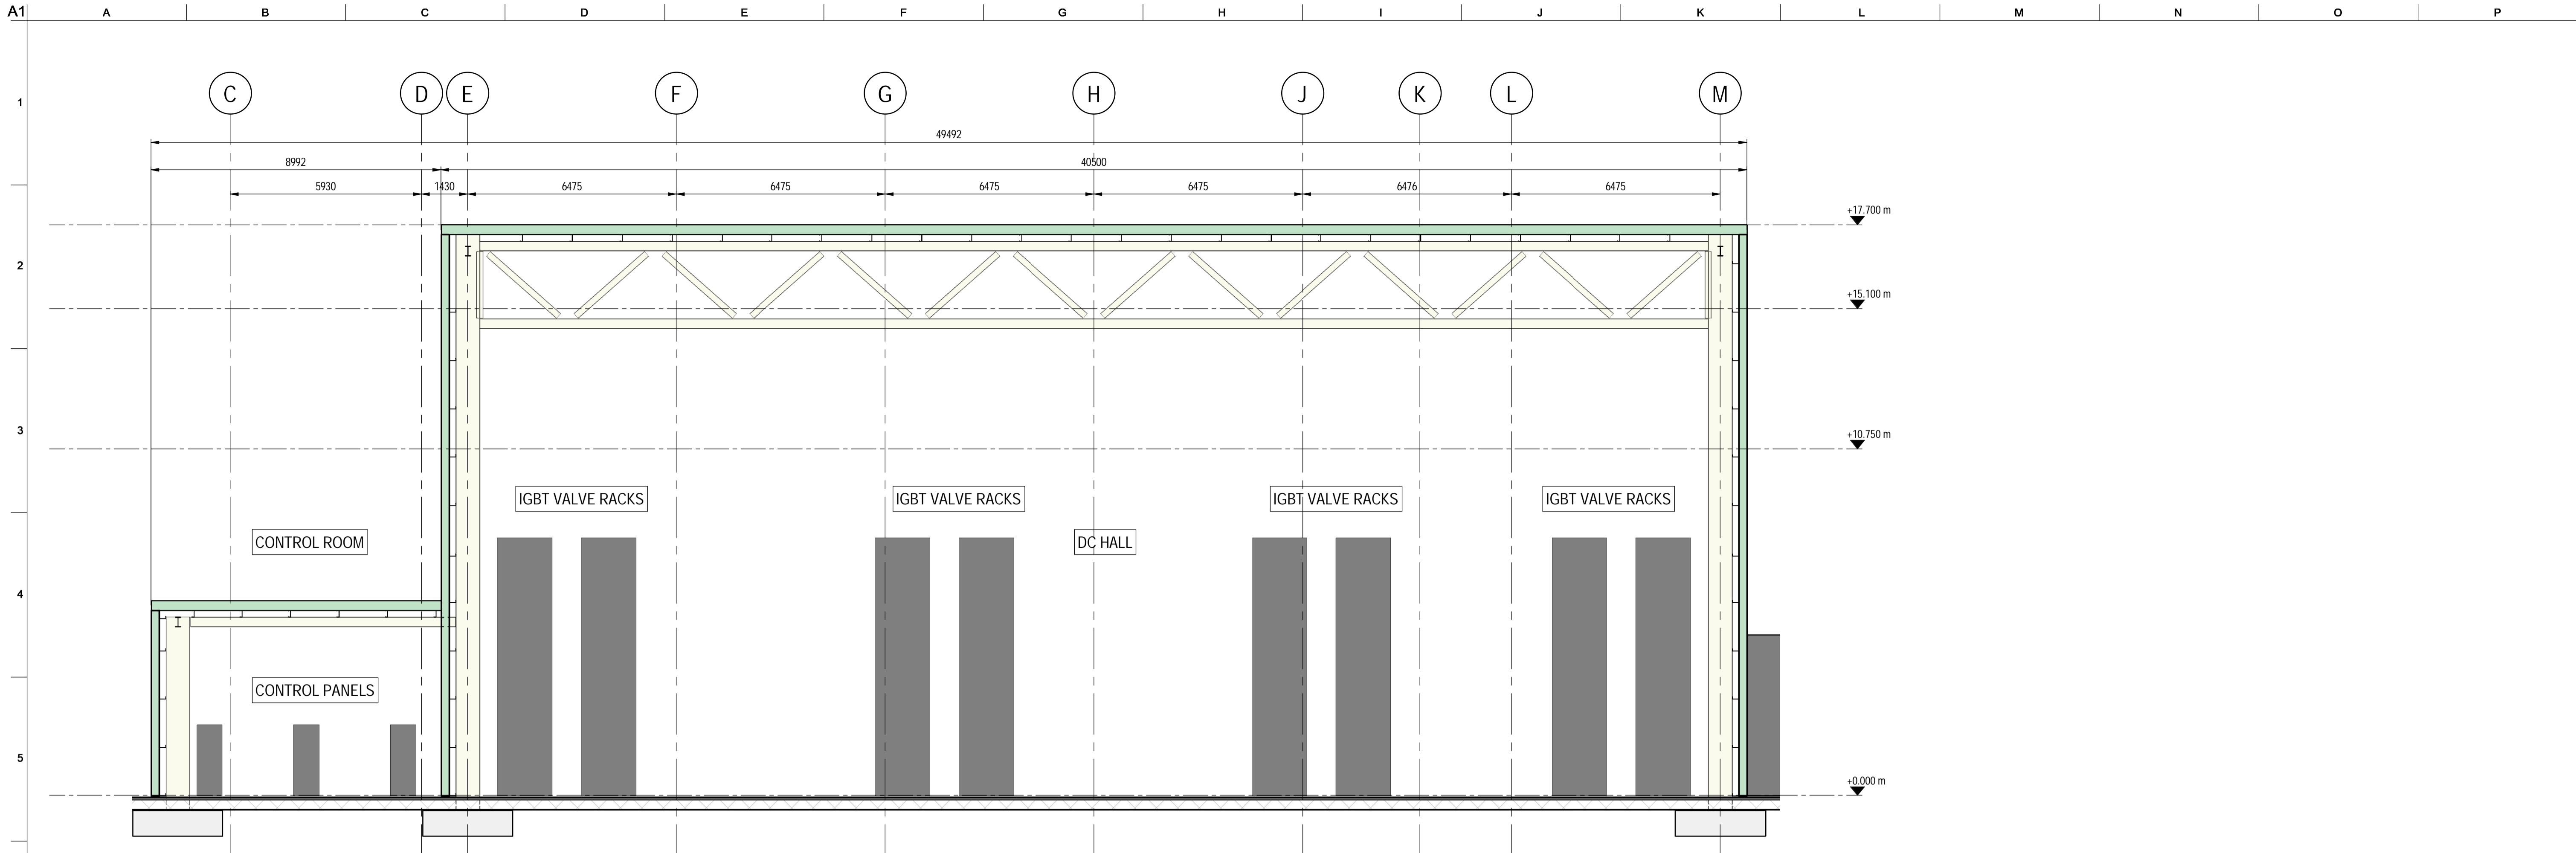 A1 A B C D E F G H I J K L M N O P
1
C D E F G H J K L M
49492
8992 40500
5930 1430 6475 6475 6475 6475 6476 6475
+17.700 m
2
+15.100 m
3
+10.750 m
IGBT VALVE RACKS IGBT VALVE RACKS IGBT VALVE RACKS IGBT VALVE RACKS
CONTROL ROOM DC HALL
4
CONTROL PANELS
5
+0.000 m